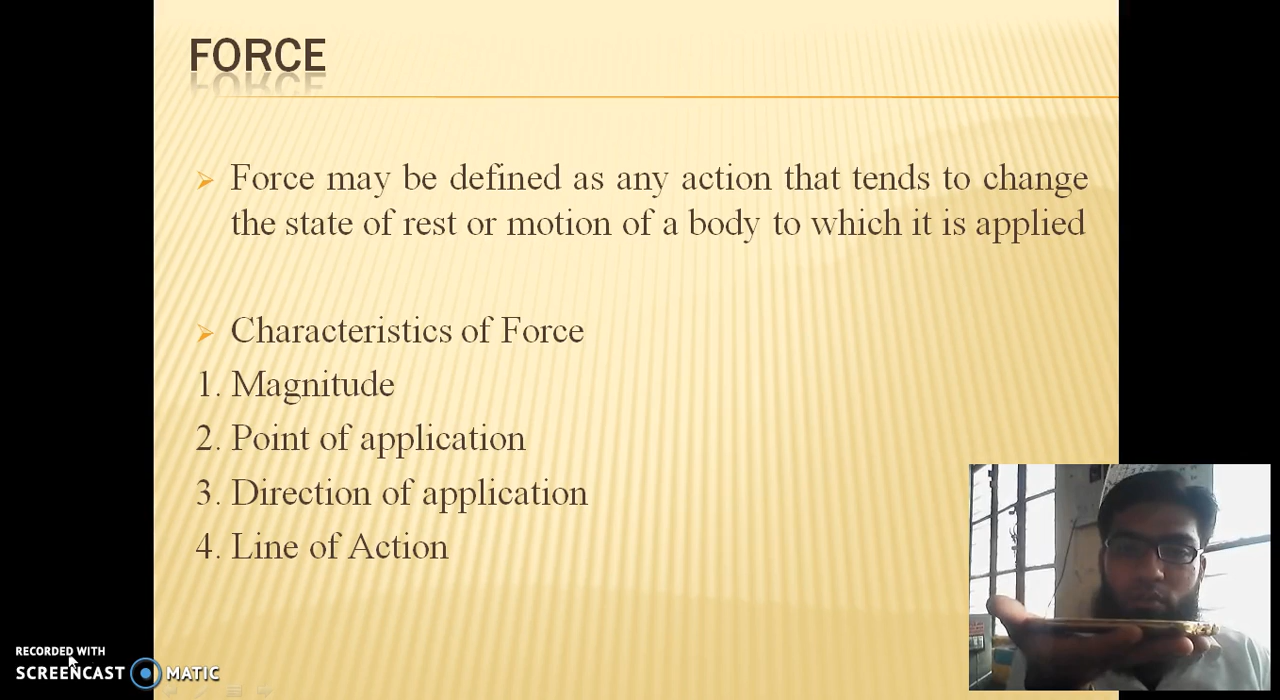 FORCE
Force may be defined as any action that tends to change
the state of rest or motion of a body to which it is applied
Characteristics of Force
1. Magnitude
2. Point of application
3. Direction of application
4. Line of Action
RECORDED WITH
SCREENCAST MATIC